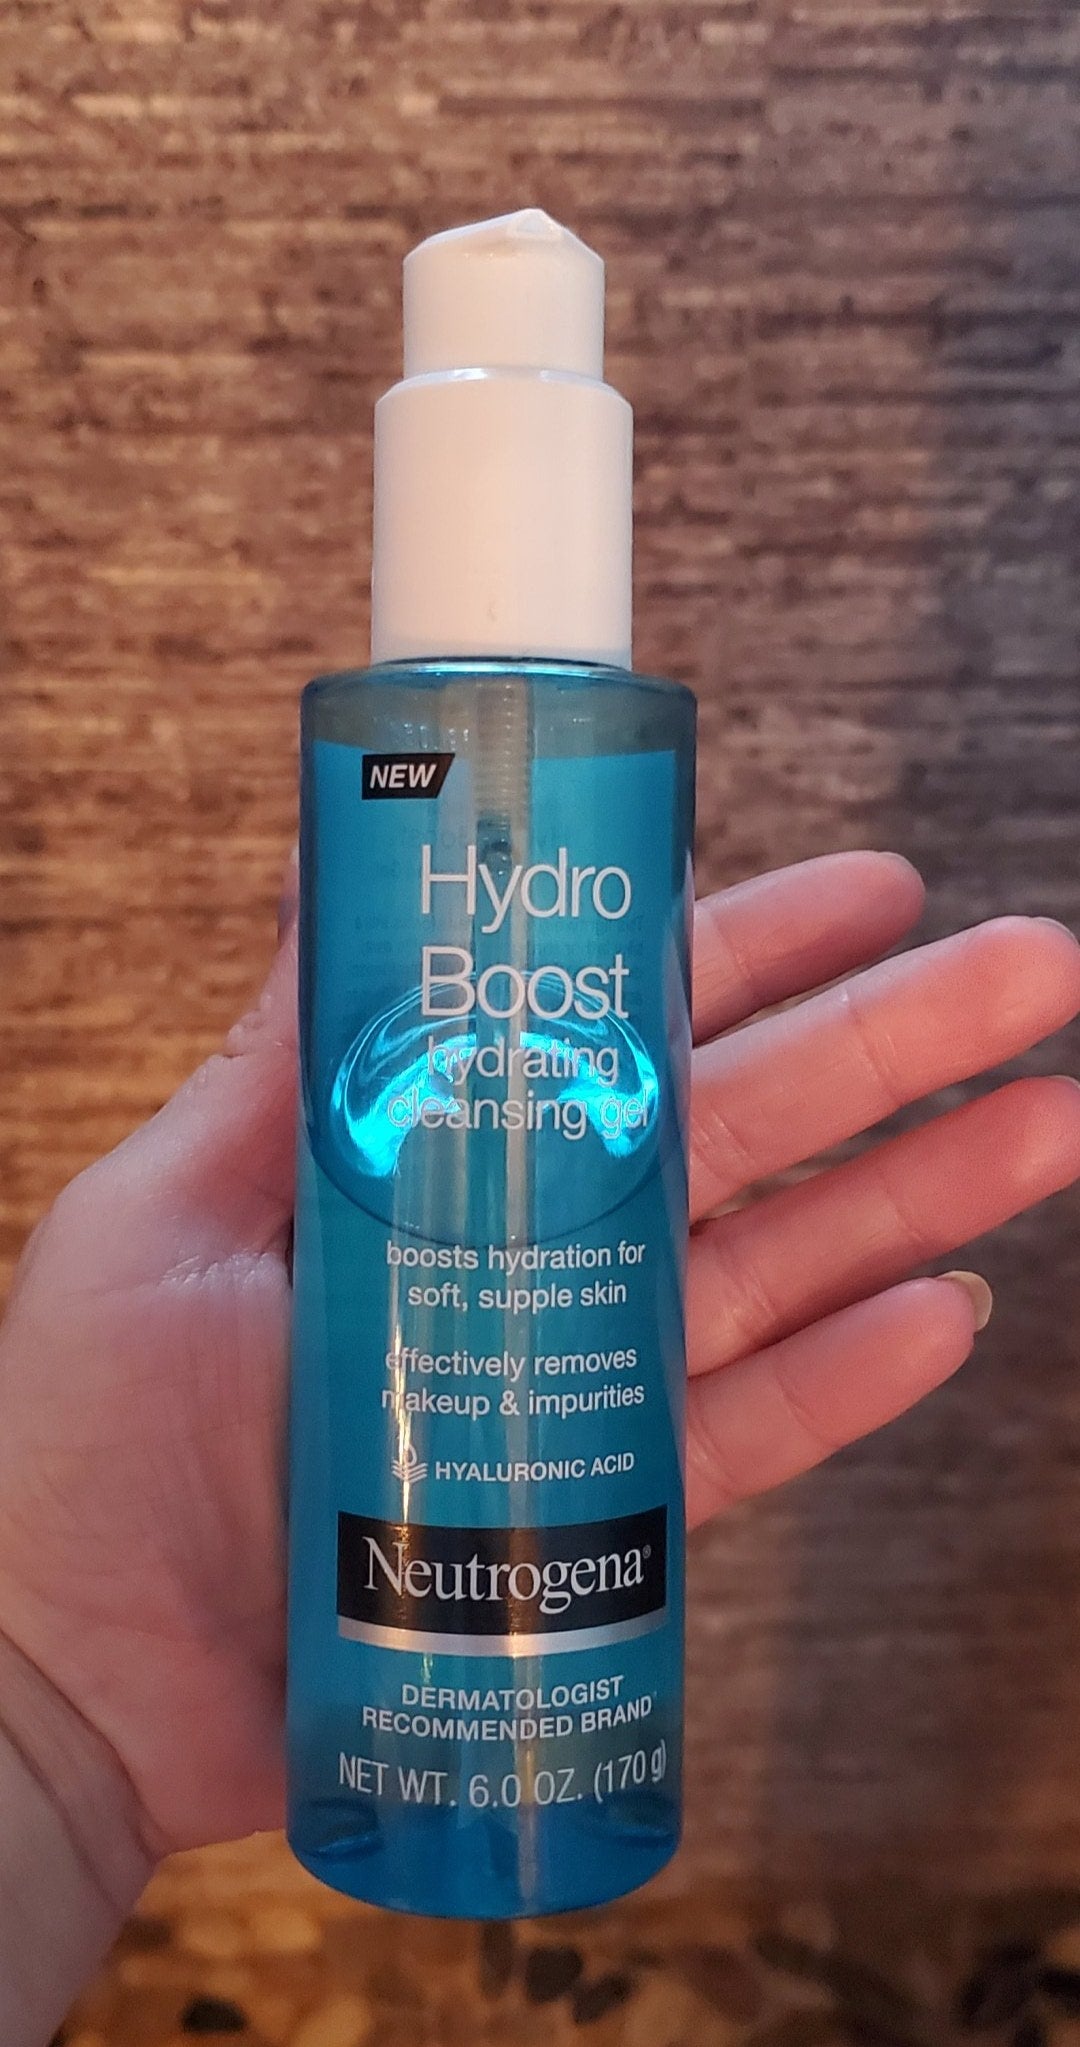 NEW
Hydro
Boost
hydrating
cleansing gel
boosts hydration for
soft, supple skin
effectively removes
makeup & impurities
HYALURONIC ACID
Neutrogena®
DERMATOLOGIST
RECOMMENDED BRAND™
NET WT. 6.0 OZ. (170 g)